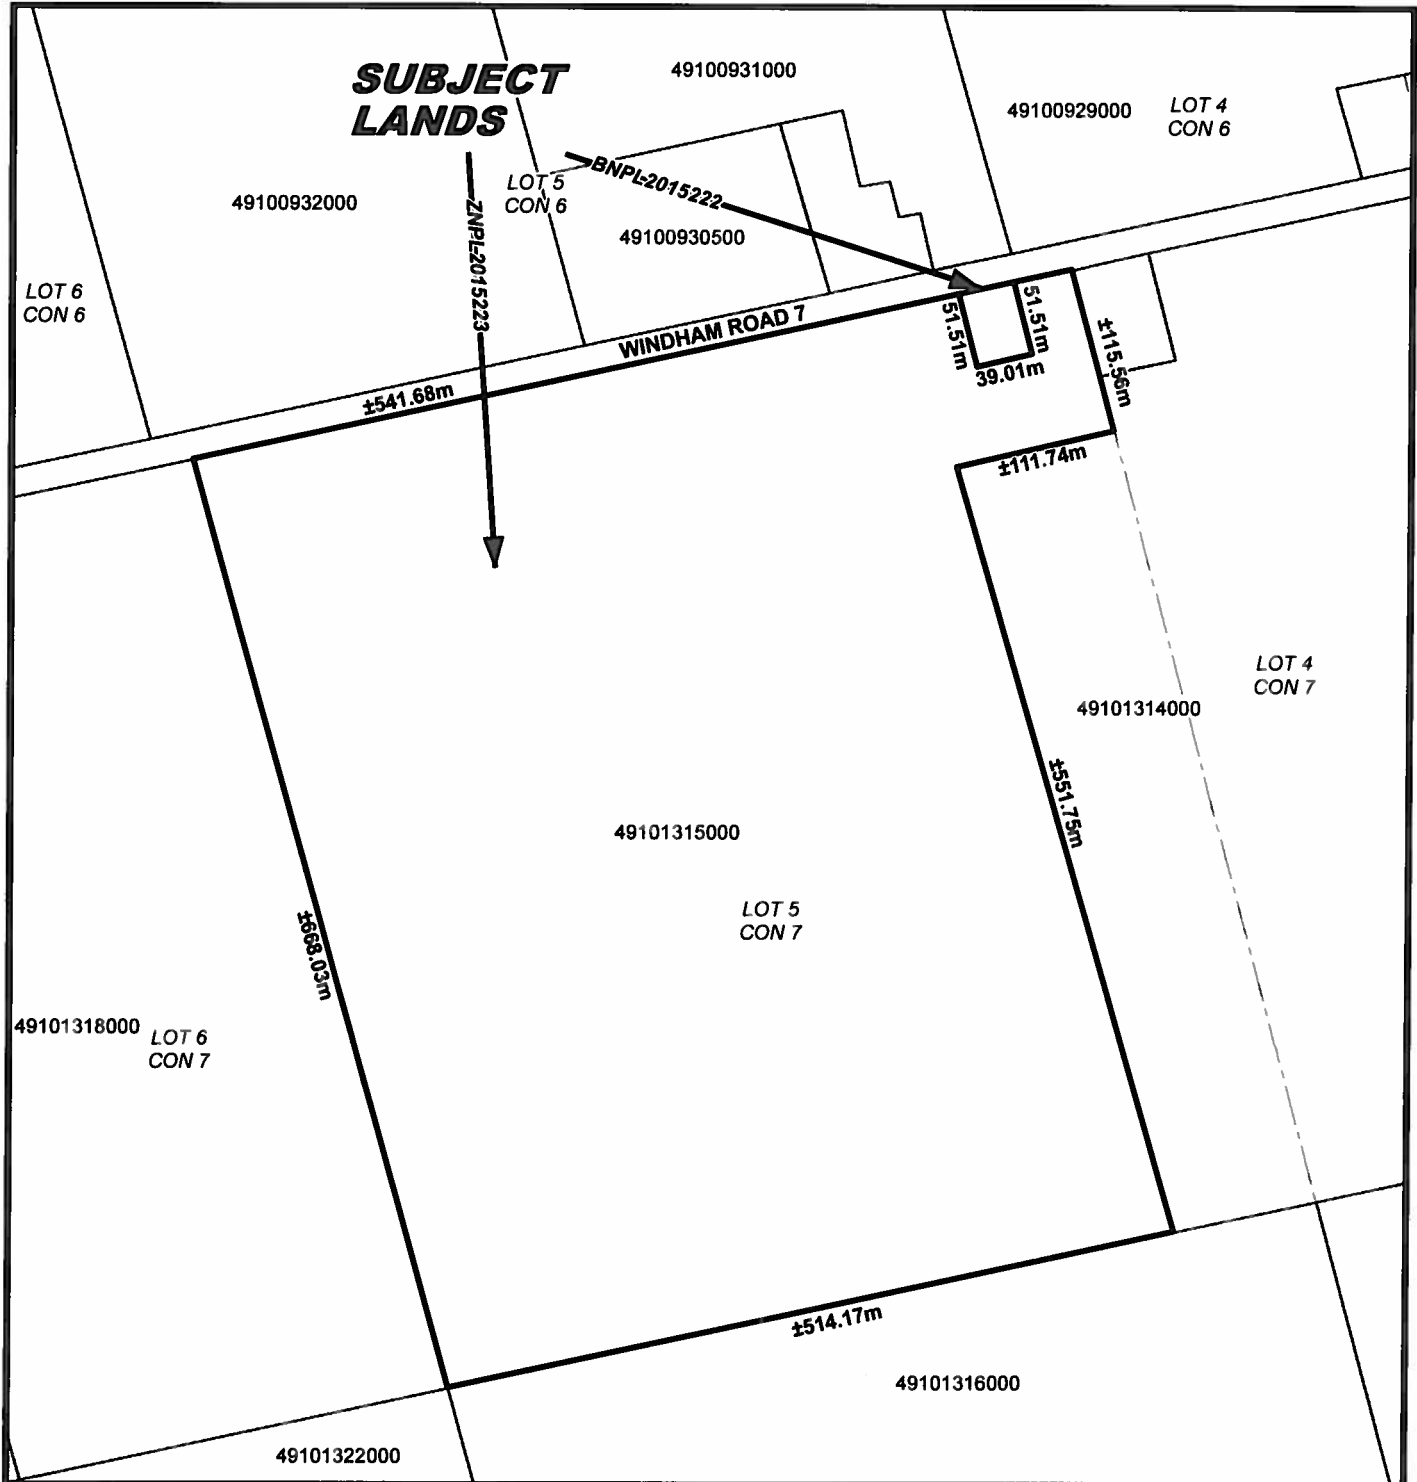 SUBJECT
LANDS
49100931000
49100929000
LOT 4
CON 6
BNPL-2015222
LOT 5
CON 6
49100932000
ZNPL-2015223
49100930500
LOT 6
CON 6
WINDHAM ROAD 7
51.51m
51.51m
39.01m
±115.56m
±541.68m
±111.74m
LOT 4
CON 7
49101314000
±551.75m
49101315000
LOT 5
CON 7
±668.03m
49101318000
LOT 6
CON 7
±514.17m
49101316000
49101322000